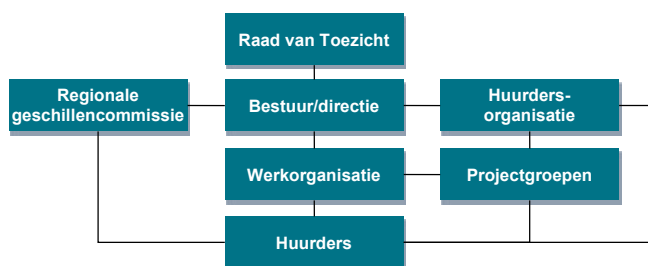 Raad van Toezicht
Regionale
geschillencommissie
Bestuur/directie
Huurders-
organisatie
Werkorganisatie
Projectgroepen
Huurders